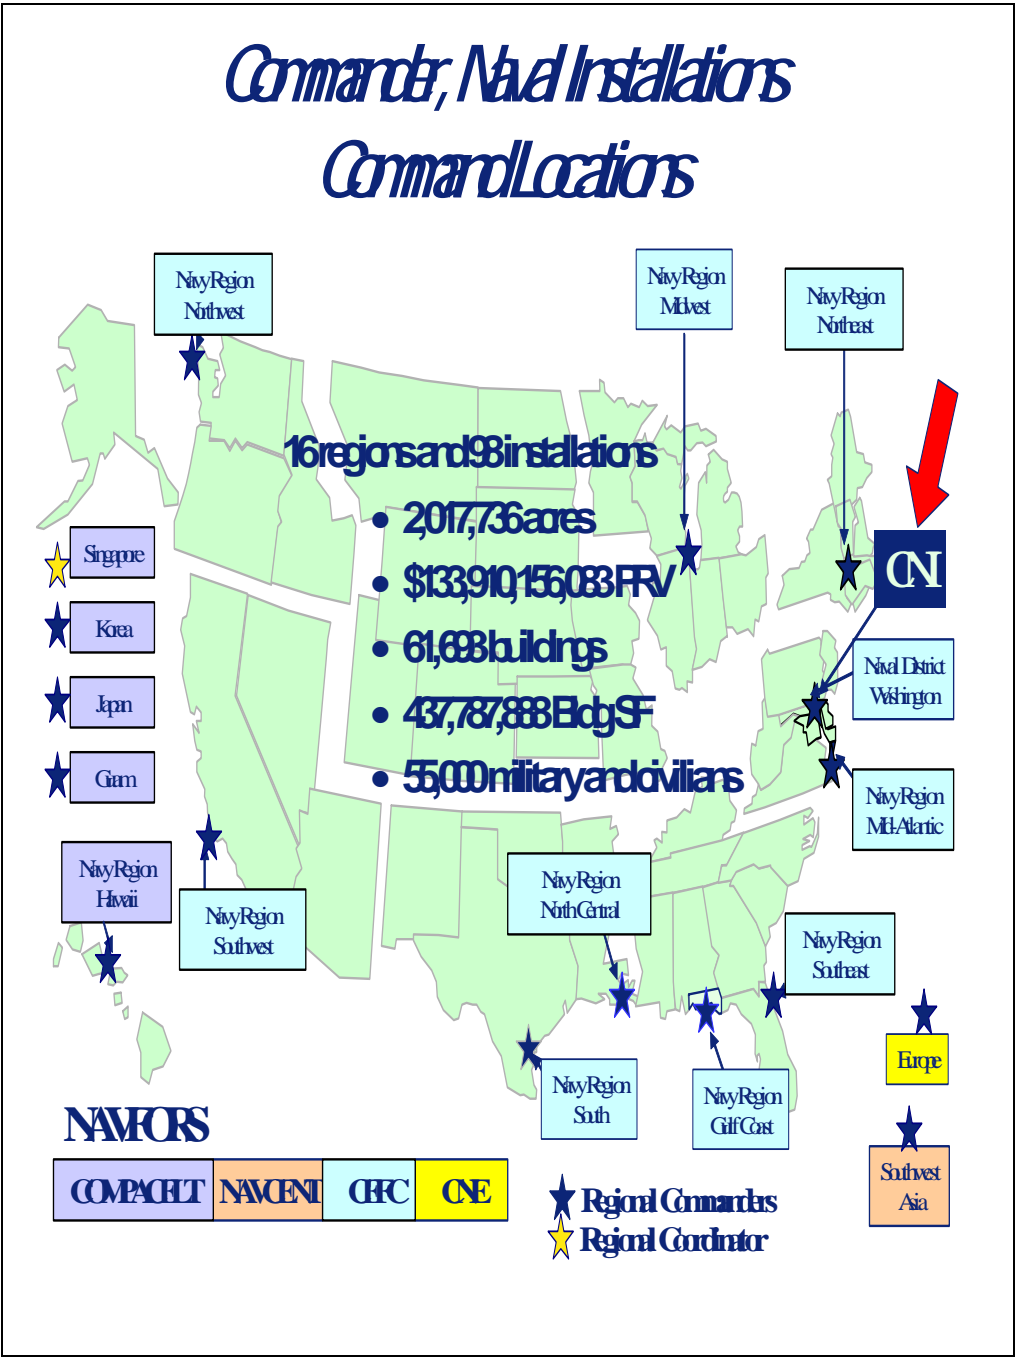 Commander, Naval Installations
Command Locations
Navy Region
Northwest
Navy Region
Midwest
Navy Region
Northeast
16 regions and 98 installations
• 2,017,736 acres
• $133,910,156,083 PRV
• 61,693 buildings
• 437,787,888 Bldg SF
• 55,000 military and civilians
CNI
Singapore
Korea
Japan
Guam
Naval District
Washington
Navy Region
Mid-Atlantic
Navy Region
Hawaii
Navy Region
Southwest
Navy Region
North Central
Navy Region
Southeast
Navy Region
South
Navy Region
Gulf Coast
Europe
Southwest
Asia
NAVFORS
COMPACFLT
NAVCENT
CFFC
CNE
Regional Commanders
Regional Coordinator